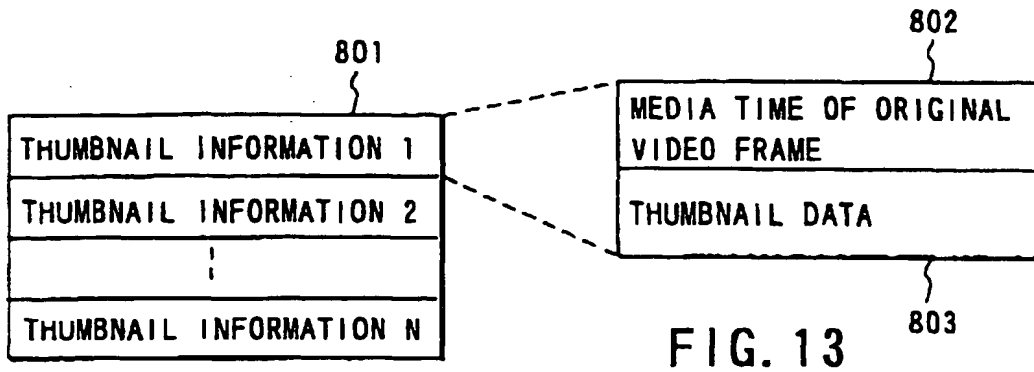 801
THUMBNAIL INFORMATION 1
THUMBNAIL INFORMATION 2
THUMBNAIL INFORMATION N
802
MEDIA TIME OF ORIGINAL
VIDEO FRAME
THUMBNAIL DATA
803
FIG. 13